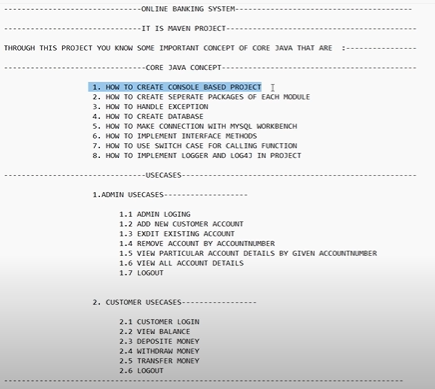 -----------------------------ONLINE BANKING SYSTEM------------------------------------
-----------------------------IT IS MAVEN PROJECT---------------------------------------
THROUGH THIS PROJECT YOU KNOW SOME IMPORTANT CONCEPT OF CORE JAVA THAT ARE :---------------
-----------------------------CORE JAVA CONCEPT----------------------------------------
1. HOW TO CREATE CONSOLE BASED PROJECT
2. HOW TO CREATE SEPERATE PACKAGES OF EACH MODULE
3. HOW TO HANDLE EXCEPTION
4. HOW TO CREATE DATABASE
5. HOW TO MAKE CONNECTION WITH MYSQL WORKBENCH
6. HOW TO IMPLEMENT INTERFACE METHODS
7. HOW TO USE SWITCH CASE FOR CALLING FUNCTION
8. HOW TO IMPLEMENT LOGGER AND LOG4J IN PROJECT
-----------------------------USECASES-------------------------------------------------
1.ADMIN USECASES------------------
1.1 ADMIN LOGING
1.2 ADD NEW CUSTOMER ACCOUNT
1.3 EXDIT EXISTING ACCOUNT
1.4 REMOVE ACCOUNT BY ACCOUNTNUMBER
1.5 VIEW PARTICULAR ACCOUNT DETAILS BY GIVEN ACCOUNTNUMBER
1.6 VIEW ALL ACCOUNT DETAILS
1.7 LOGOUT
2. CUSTOMER USECASES----------------
2.1 CUSTOMER LOGIN
2.2 VIEW BALANCE
2.3 DEPOSITE MONEY
2.4 WITHDRAW MONEY
2.5 TRANSFER MONEY
2.6 LOGOUT
-----------------------------------------------------------------------------------